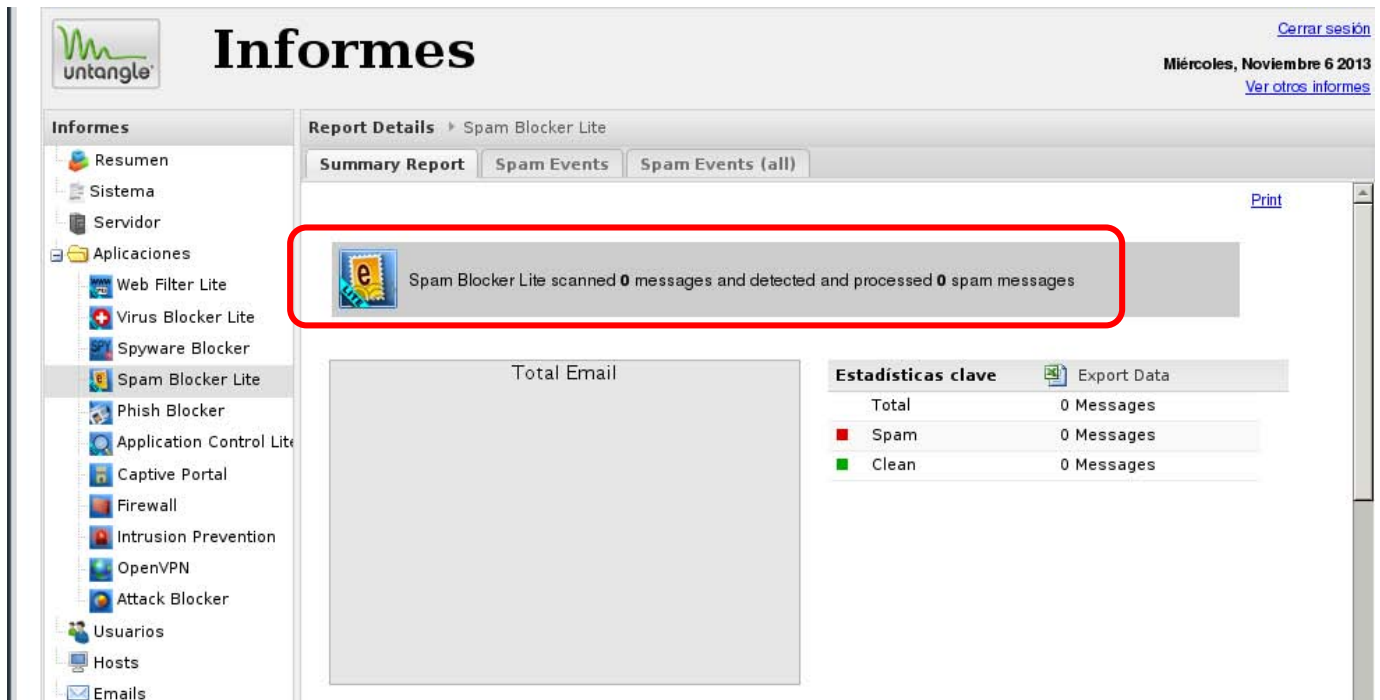 untangle
Informes
Cerrar sesión
Miércoles, Noviembre 6 2013
Ver otros informes
Informes
Resumen
Sistema
Servidor
Aplicaciones
Web Filter Lite
Virus Blocker Lite
Spyware Blocker
Spam Blocker Lite
Phish Blocker
Application Control Lite
Captive Portal
Firewall
Intrusion Prevention
OpenVPN
Attack Blocker
Usuarios
Hosts
Emails
Report Details Spam Blocker Lite
Summary Report Spam Events Spam Events (all)
Print
Spam Blocker Lite scanned 0 messages and detected and processed 0 spam messages
Total Email
Estadísticas clave Export Data
Total 0 Messages
Spam 0 Messages
Clean 0 Messages